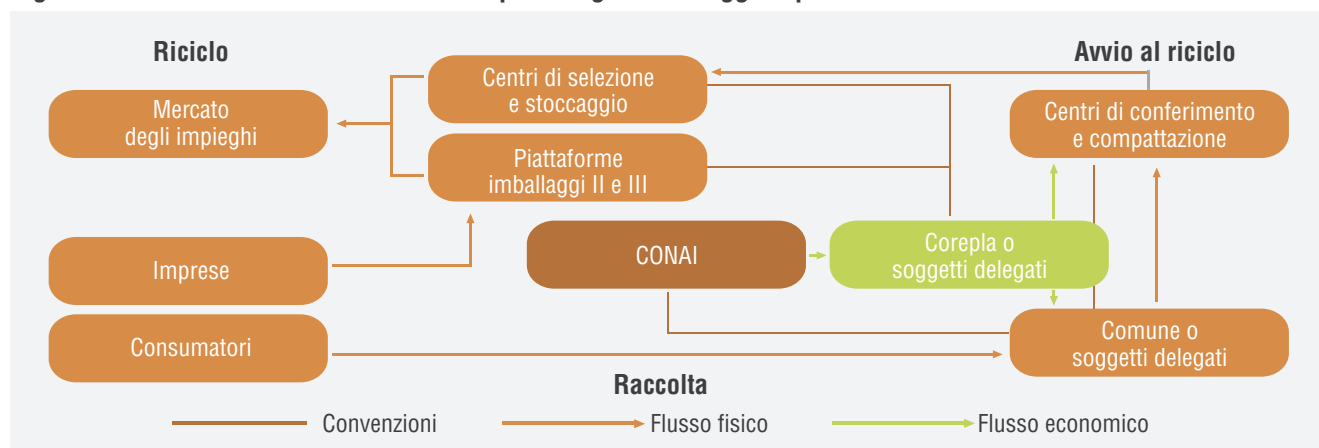 Riciclo
Avvio al riciclo
Centri di selezione
e stoccaggio
Mercato
degli impieghi
Centri di conferimento
e compattazione
Piattaforme
imballaggi II e III
CONAI
Corepla o
soggetti delegati
Imprese
Consumatori
Comune o
soggetti delegati
Raccolta
Convenzioni
Flusso fisico
Flusso economico